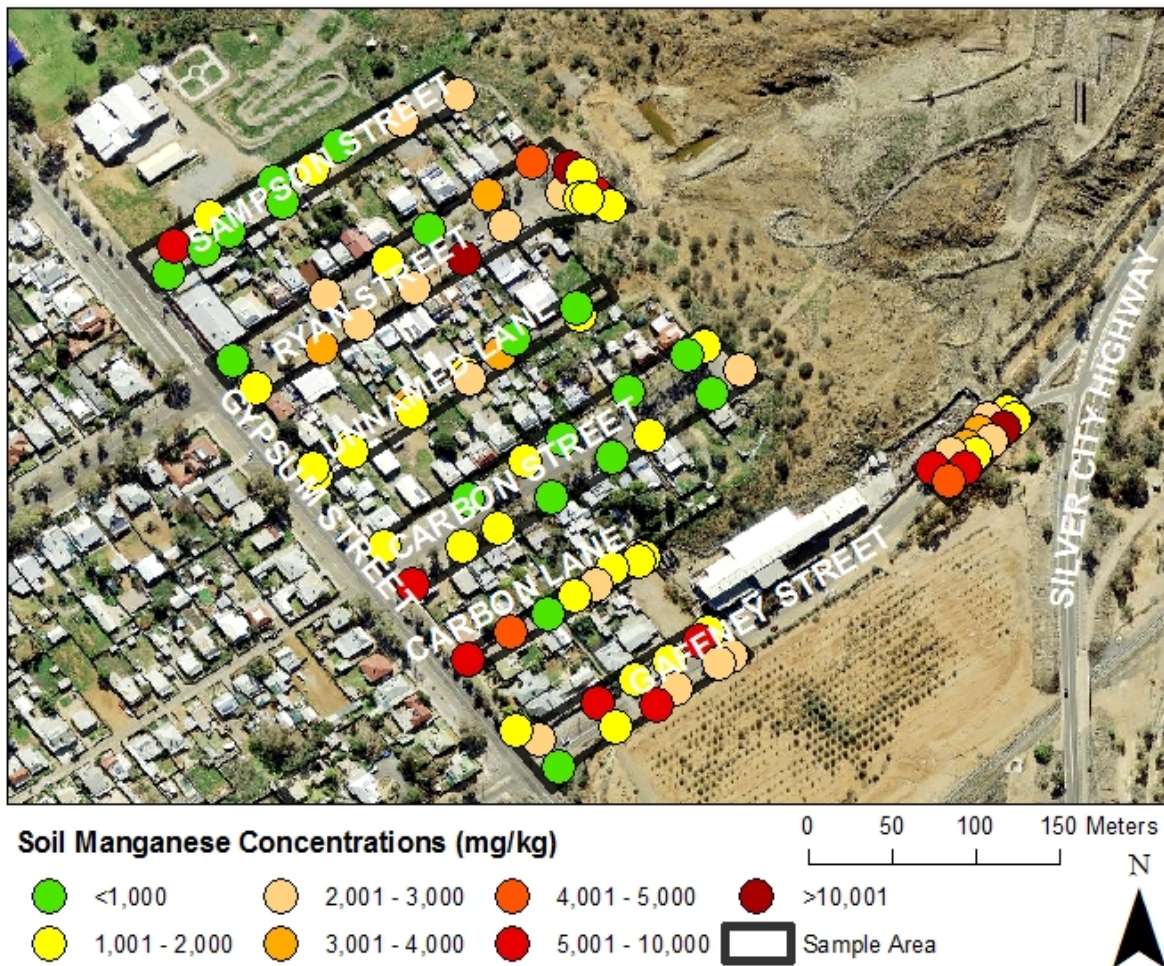 SAMPSON STREET
RYAN STREET
UNNAMED LANE
GYPSUM STREET
CARBON STREET
CARBON LANE
GAFFNEY STREET
SILVER CITY HIGHWAY
Soil Manganese Concentrations (mg/kg)
<1,000
2,001 - 3,000
4,001 - 5,000
>10,001
1,001 - 2,000
3,001 - 4,000
5,001 - 10,000
Sample Area
0 50 100 150 Meters
N